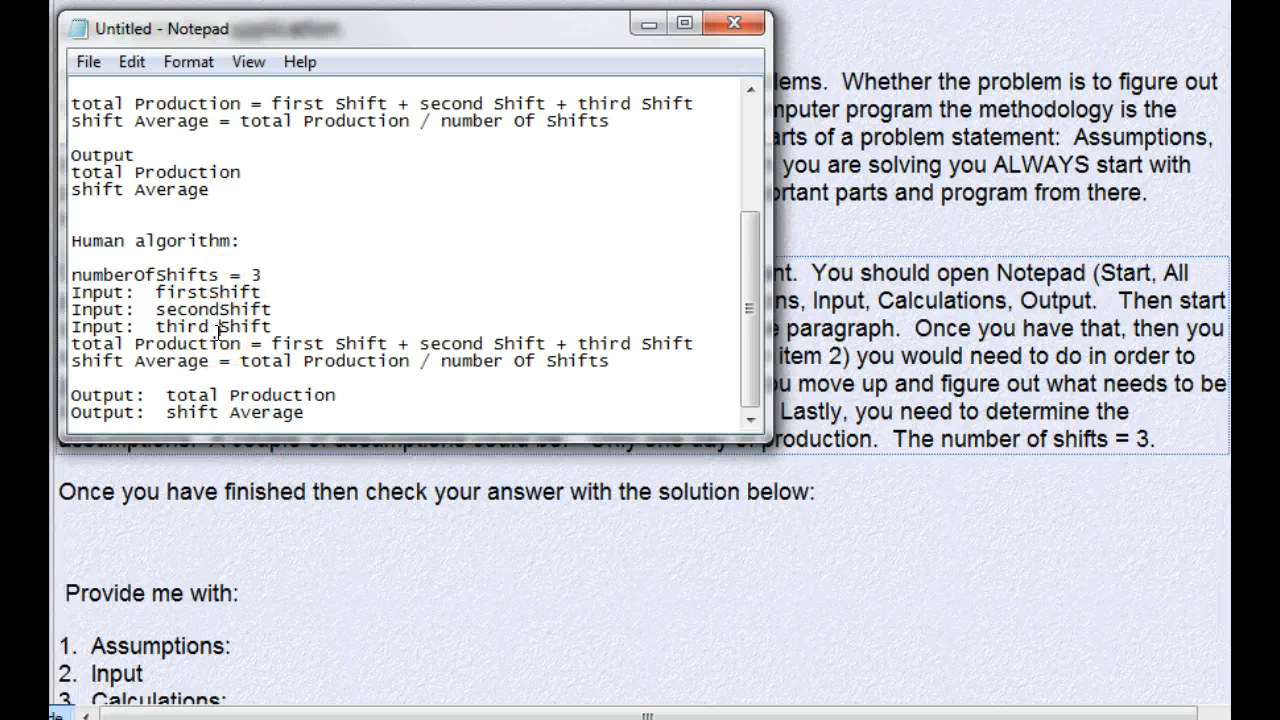 Untitled - Notepad
File Edit Format View Help
total Production = first Shift + second Shift + third Shift
shift Average = total Production / number Of Shifts
Output
total Production
shift Average
Human algorithm:
numberOfShifts = 3
Input: firstShift
Input: secondShift
Input: third Shift
total Production = first Shift + second Shift + third Shift
shift Average = total Production / number Of Shifts
Output: total Production
Output: shift Average
lems. Whether the problem is to figure out
mputer program the methodology is the
arts of a problem statement: Assumptions,
you are solving you ALWAYS start with
portant parts and program from there.
nt. You should open Notepad (Start, All
ns, Input, Calculations, Output. Then start
e paragraph. Once you have that, then you
item 2) you would need to do in order to
ou move up and figure out what needs to be
Lastly, you need to determine the
production. The number of shifts = 3.
Once you have finished then check your answer with the solution below:
Provide me with:
1. Assumptions:
2. Input
3. Calculations: